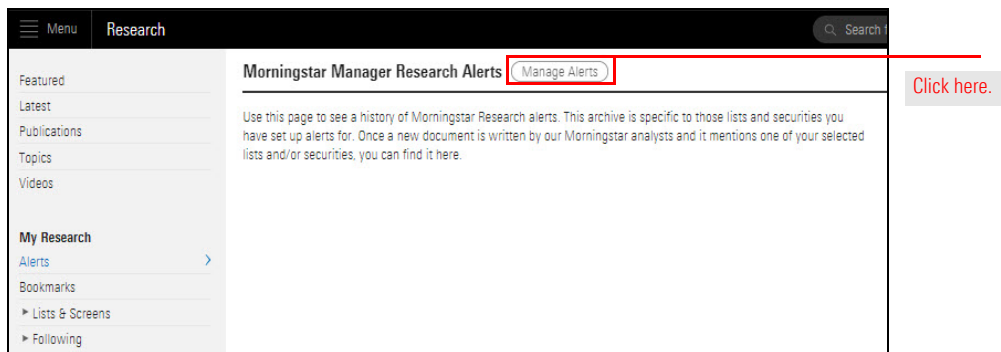 Menu
Research
Search
Morningstar Manager Research Alerts
Manage Alerts
Click here.
Featured
Latest
Publications
Topics
Videos
Use this page to see a history of Morningstar Research alerts. This archive is specific to those lists and securities you
have set up alerts for. Once a new document is written by our Morningstar analysts and it mentions one of your selected
lists and/or securities, you can find it here.
My Research
Alerts
Bookmarks
Lists & Screens
Following